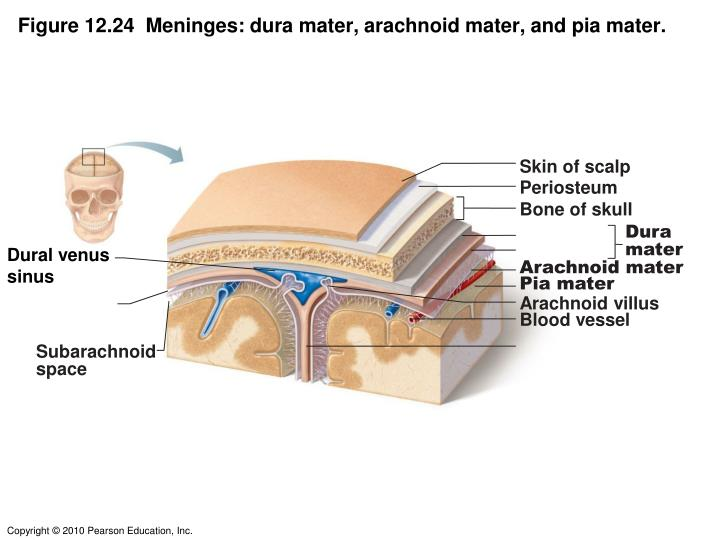 Figure 12.24  Meninges: dura mater, arachnoid mater, and pia mater.
Skin of scalp
Periosteum
Bone of skull
Dura
mater
Arachnoid mater
Pia mater
Arachnoid villus
Blood vessel
Dural venus
sinus
Subarachnoid
space
Copyright © 2010 Pearson Education, Inc.